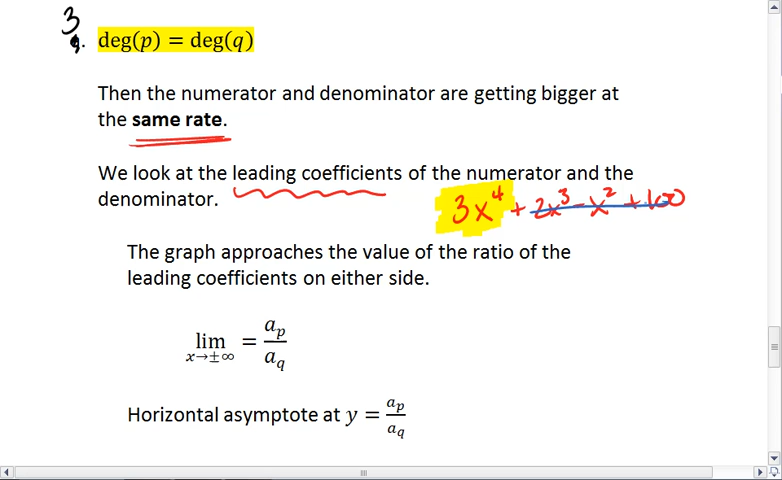 3. deg(p) = deg(q)
Then the numerator and denominator are getting bigger at
the same rate.
We look at the leading coefficients of the numerator and the
denominator.
3x⁴ + 2x³ - x² + 100
The graph approaches the value of the ratio of the
leading coefficients on either side.
lim x→±∞ = a_p/a_q
Horizontal asymptote at y = a_p/a_q